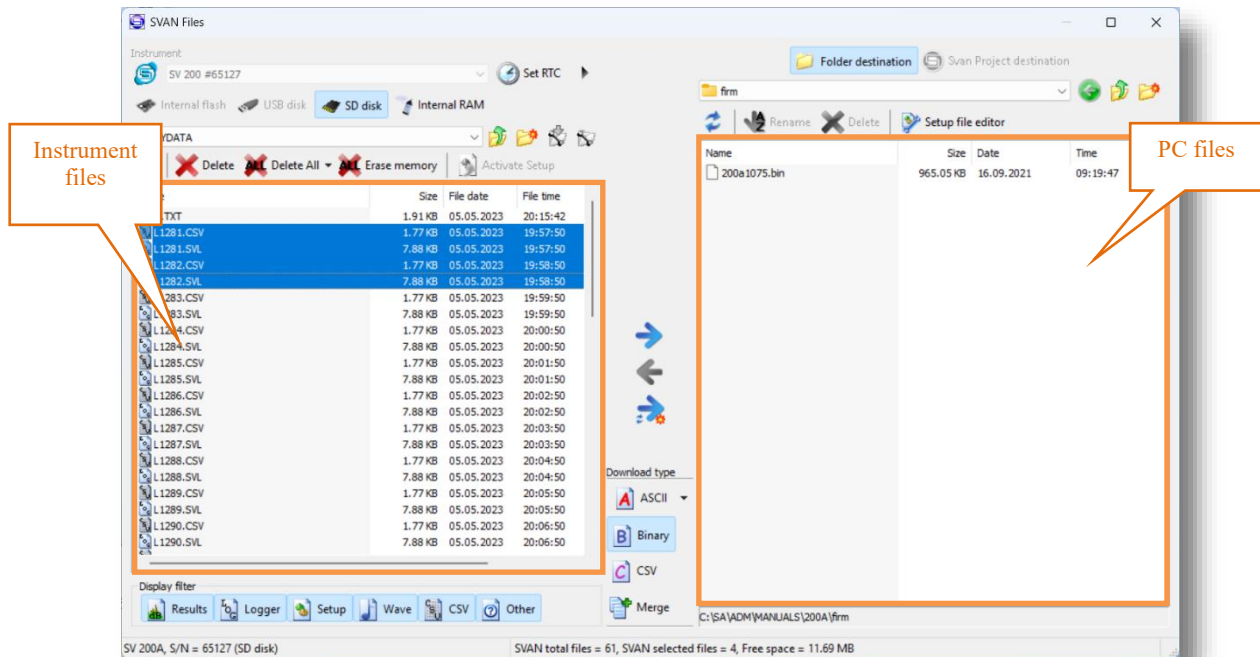 SVAN Files
Instrument
SV 200 #65127
Set RTC
Internal flash USB disk SD disk Internal RAM
YDATA
Delete Delete All Erase memory Activate Setup
Size File date File time
.TXT 1.91 KB 05.05.2023 20:15:42
L1281.CSV 1.77 KB 05.05.2023 19:57:50
L1281.SVL 7.88 KB 05.05.2023 19:57:50
L1282.CSV 1.77 KB 05.05.2023 19:58:50
1282.SVL 7.88 KB 05.05.2023 19:58:50
283.CSV 1.77 KB 05.05.2023 19:59:50
L 83.SVL 7.88 KB 05.05.2023 19:59:50
L12 4.CSV 1.77 KB 05.05.2023 20:00:50
L1284.SVL 7.88 KB 05.05.2023 20:00:50
L1285.CSV 1.77 KB 05.05.2023 20:01:50
L1285.SVL 7.88 KB 05.05.2023 20:01:50
L1286.CSV 1.77 KB 05.05.2023 20:02:50
L1286.SVL 7.88 KB 05.05.2023 20:02:50
L1287.CSV 1.77 KB 05.05.2023 20:03:50
L1287.SVL 7.88 KB 05.05.2023 20:03:50
L1288.CSV 1.77 KB 05.05.2023 20:04:50
L1288.SVL 7.88 KB 05.05.2023 20:04:50
L1289.CSV 1.77 KB 05.05.2023 20:05:50
L1289.SVL 7.88 KB 05.05.2023 20:05:50
L1290.CSV 1.77 KB 05.05.2023 20:06:50
L1290.SVL 7.88 KB 05.05.2023 20:06:50
Display filter
Results Logger Setup Wave CSV Other
Instrument
files
Download type
ASCII
Binary
CSV
Merge
Folder destination Svan Project destination
firm
Rename Delete Setup file editor
Name Size Date Time
200a1075.bin 965.05 KB 16.09.2021 09:19:47
PC files
C:\SA\ADM\MANUALS\200A\firm
SV 200A, S/N = 65127 (SD disk) SVAN total files = 61, SVAN selected files = 4, Free space = 11.69 MB